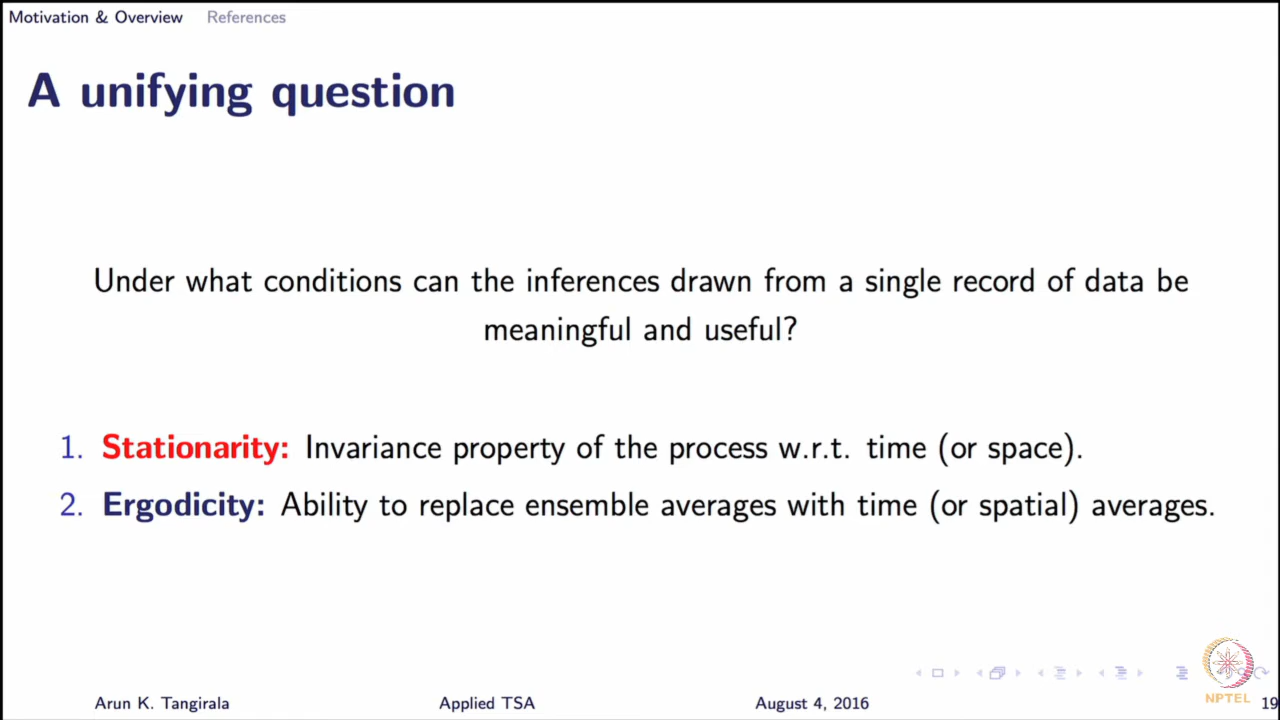 Motivation & Overview References
A unifying question
Under what conditions can the inferences drawn from a single record of data be
meaningful and useful?
1. Stationarity: Invariance property of the process w.r.t. time (or space).
2. Ergodicity: Ability to replace ensemble averages with time (or spatial) averages.
NPTEL
Arun K. Tangirala Applied TSA August 4, 2016 19